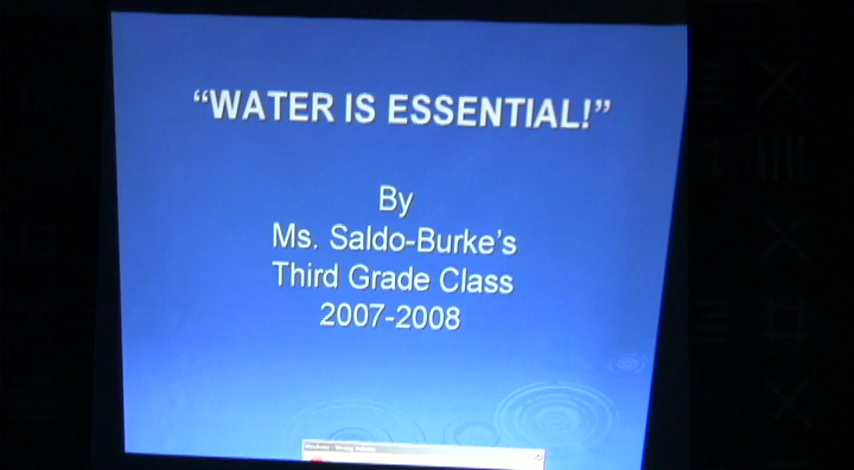 “WATER IS ESSENTIAL!”
By
Ms. Saldo-Burke’s
Third Grade Class
2007-2008